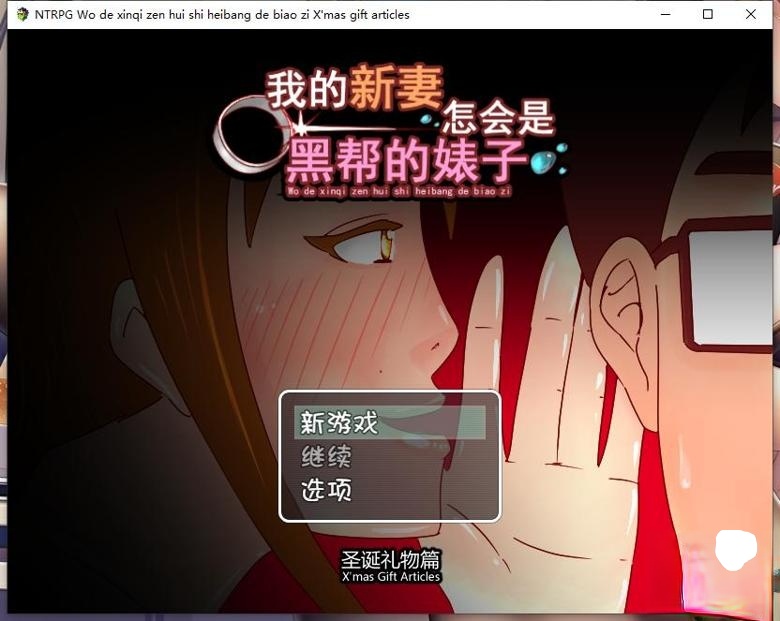 NTRPG Wo de xinqi zen hui shi heibang de biao zi X'mas gift articles
我的新妻
怎会是
黑帮的婊子
Wo de xinqi zen hui shi heibang de biao zi
新游戏
继续
选项
圣诞礼物篇
X'mas Gift Articles